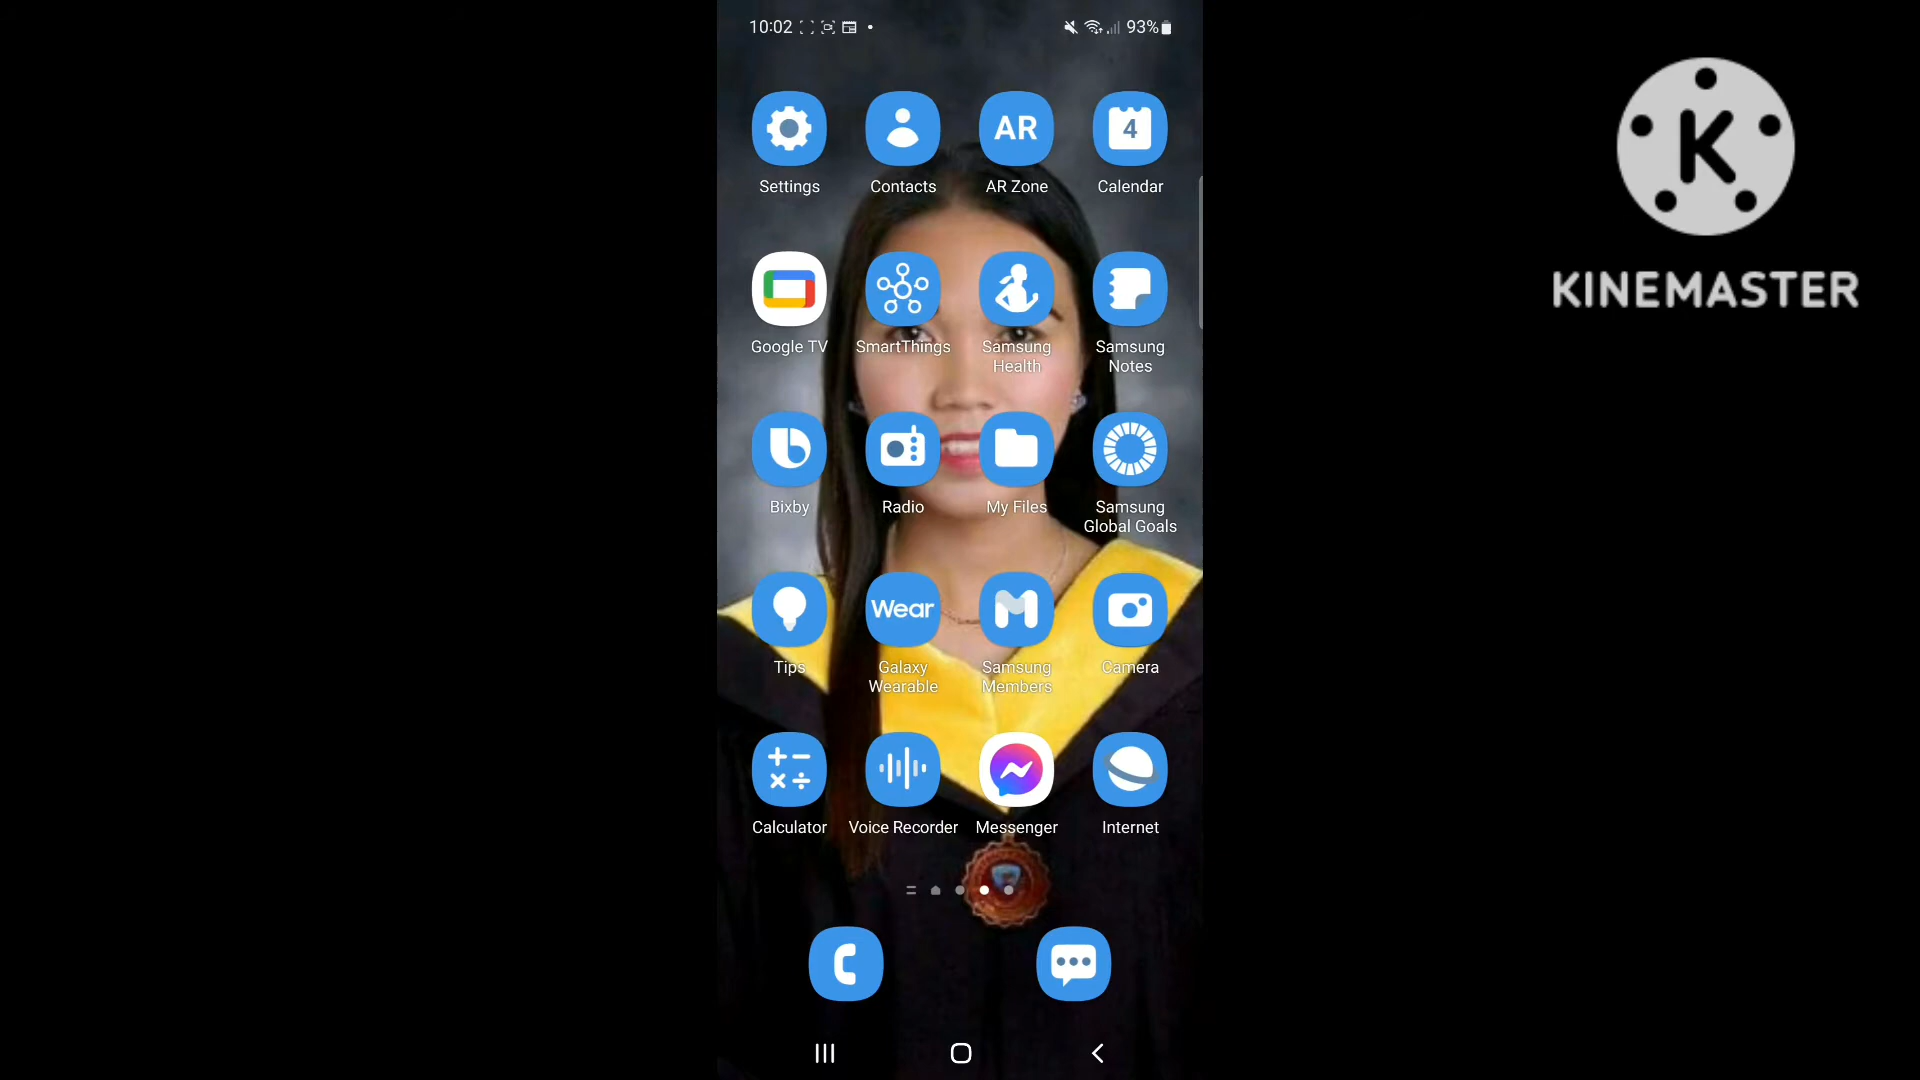 10:02 93%
AR
4
Settings Contacts AR Zone Calendar
Google TV SmartThings Samsung Health Samsung Notes
Bixby Radio My Files Samsung Global Goals
Wear
Tips Galaxy Wearable Samsung Members Camera
Calculator Voice Recorder Messenger Internet
K
KINEMASTER